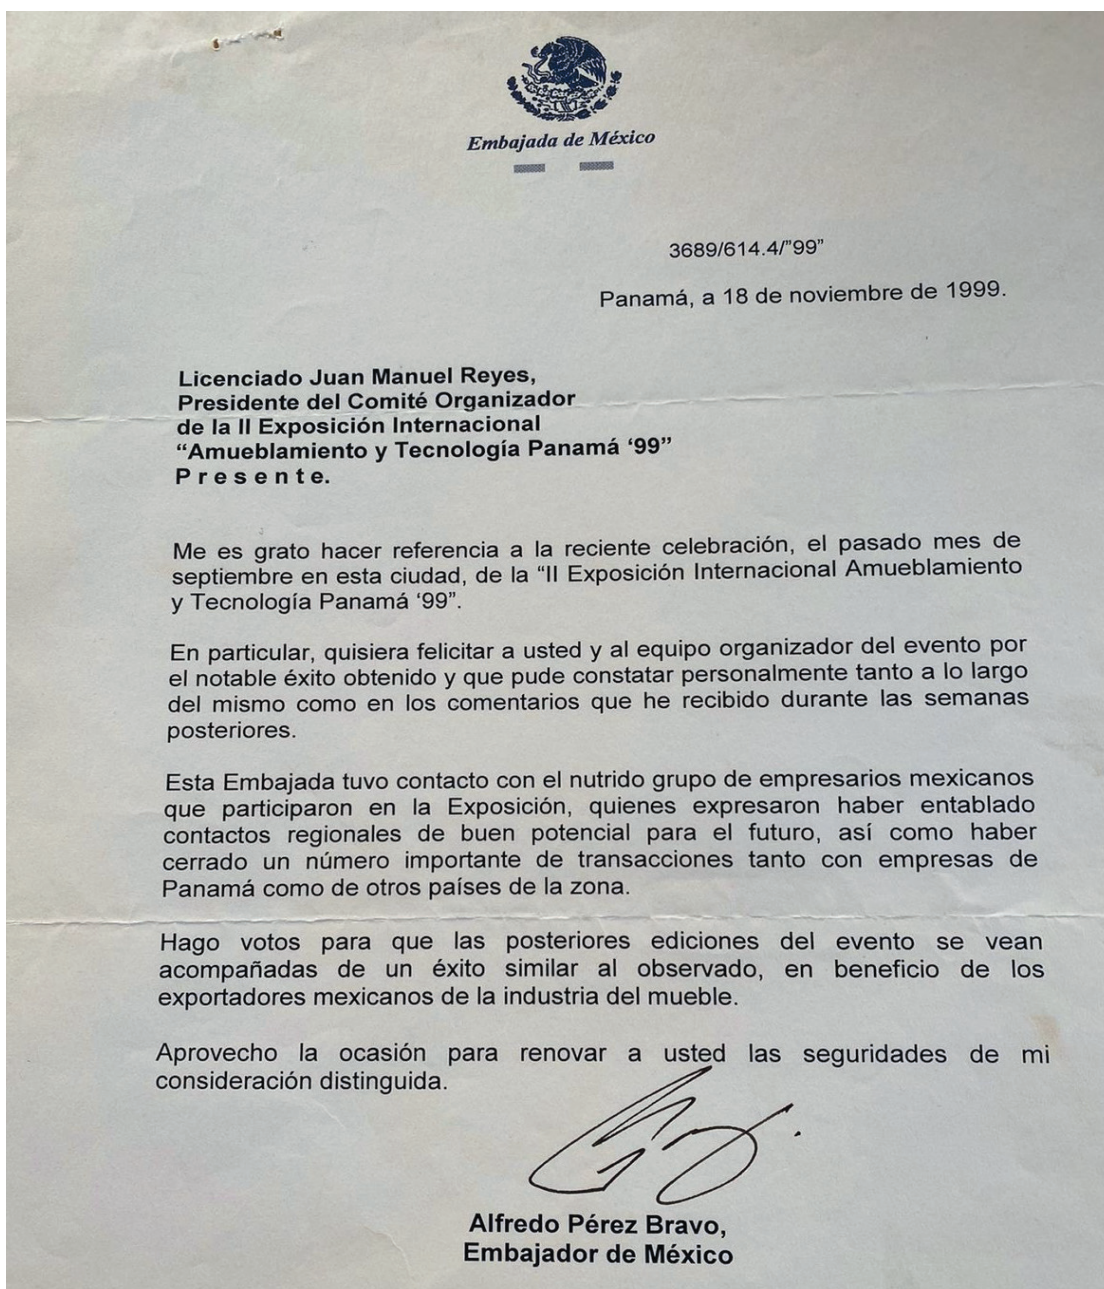 Embajada de México
3689/614.4/"99"
Panamá, a 18 de noviembre de 1999.
Licenciado Juan Manuel Reyes,
Presidente del Comité Organizador
de la II Exposición Internacional
“Amueblamiento y Tecnología Panamá ‘99”
P r e s e n t e.
Me es grato hacer referencia a la reciente celebración, el pasado mes de
septiembre en esta ciudad, de la “II Exposición Internacional Amueblamiento
y Tecnología Panamá ‘99”.
En particular, quisiera felicitar a usted y al equipo organizador del evento por
el notable éxito obtenido y que pude constatar personalmente tanto a lo largo
del mismo como en los comentarios que he recibido durante las semanas
posteriores.
Esta Embajada tuvo contacto con el nutrido grupo de empresarios mexicanos
que participaron en la Exposición, quienes expresaron haber entablado
contactos regionales de buen potencial para el futuro, así como haber
cerrado un número importante de transacciones tanto con empresas de
Panamá como de otros países de la zona.
Hago votos para que las posteriores ediciones del evento se vean
acompañadas de un éxito similar al observado, en beneficio de los
exportadores mexicanos de la industria del mueble.
Aprovecho la ocasión para renovar a usted las seguridades de mi
consideración distinguida.
Alfredo Pérez Bravo,
Embajador de México